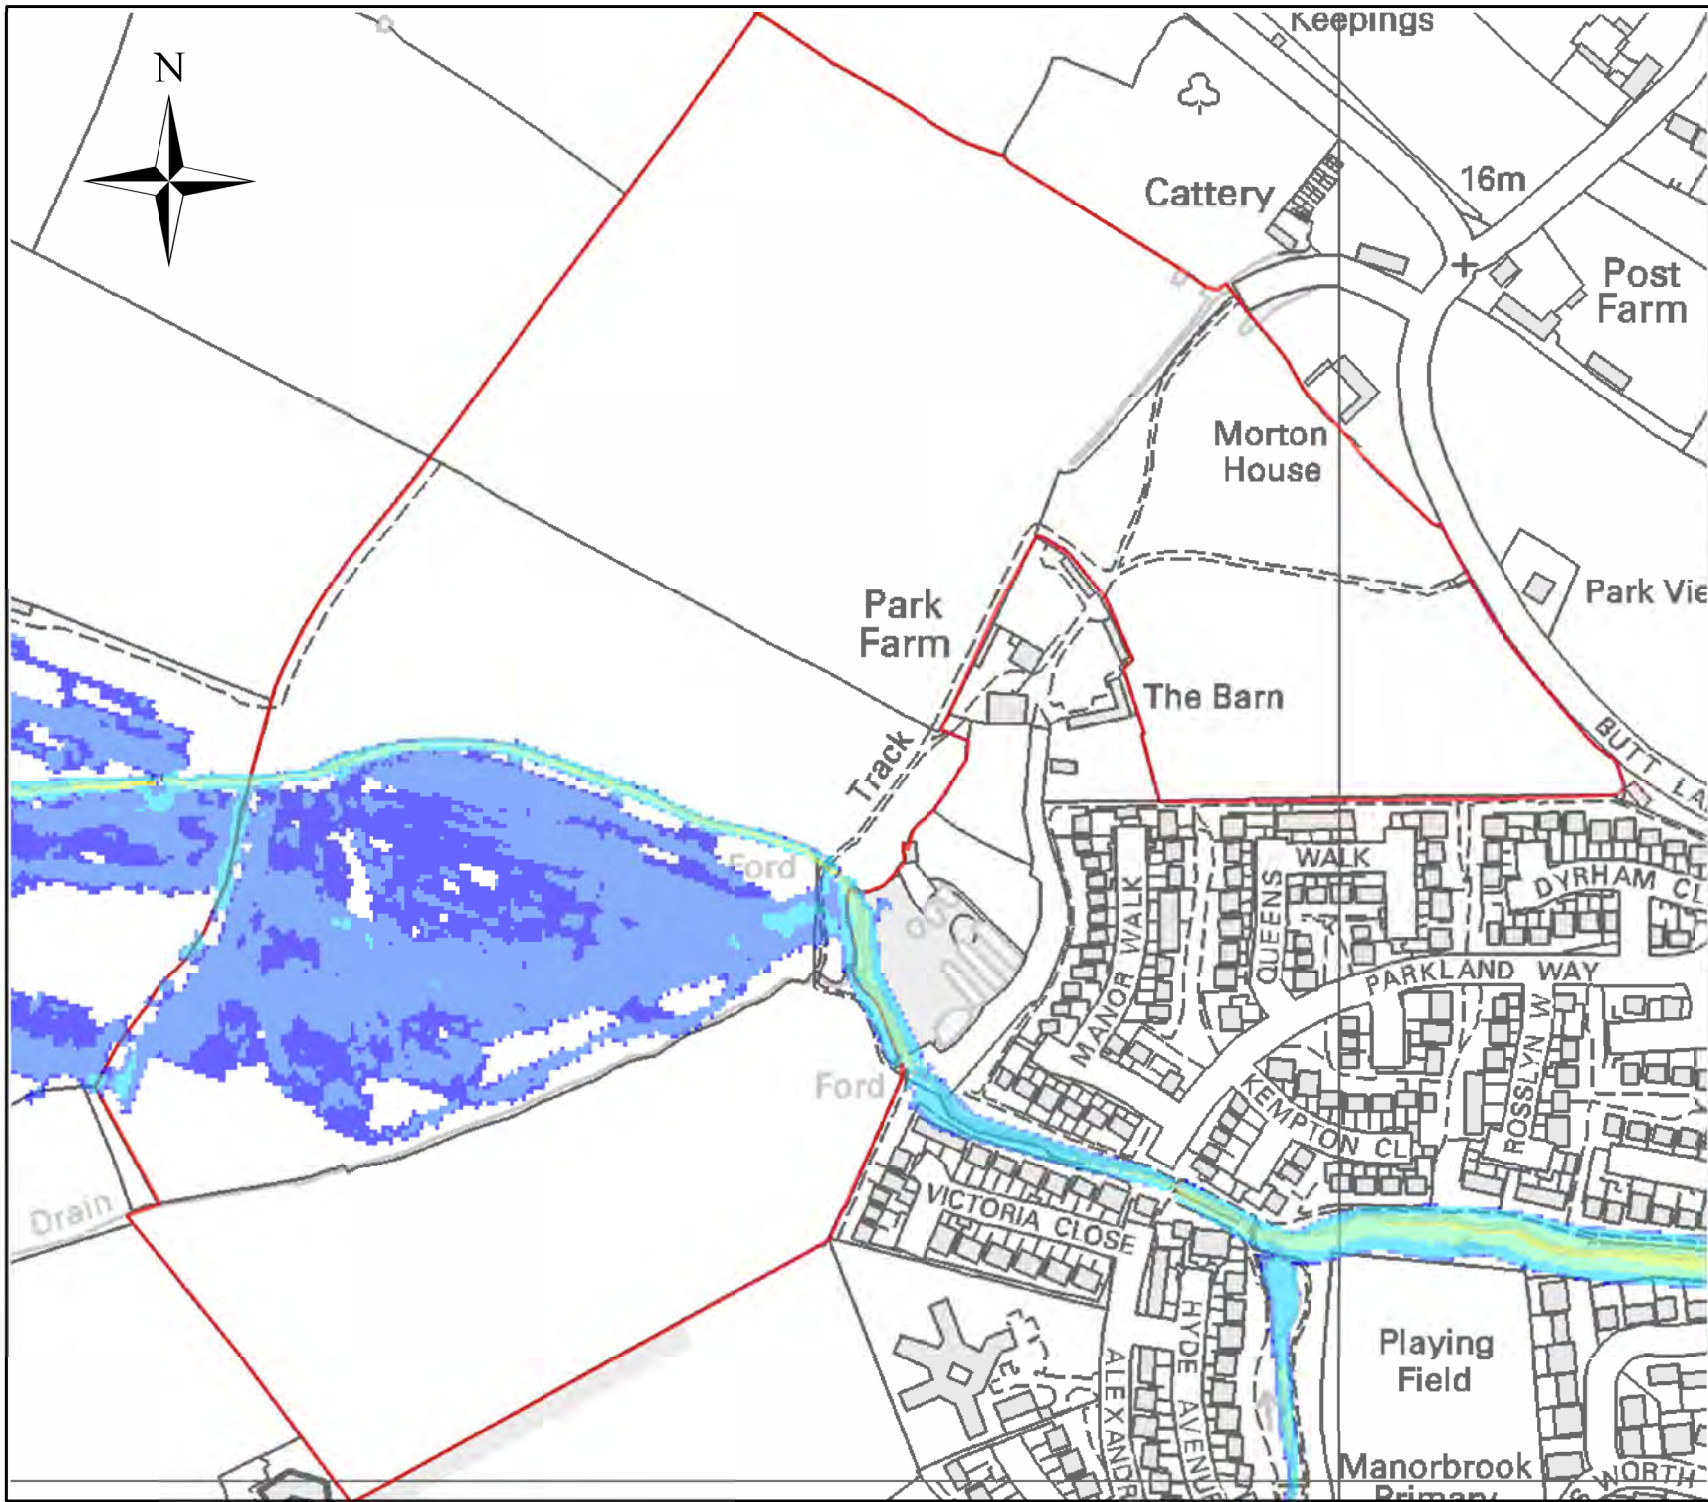 Keepings
N
16m
Cattery
Post
Farm
Morton
House
Park Vie
Park
Farm
The Barn
BUTT LA
Track
Ford
WALK
DYRHAM CL
QUEENS
MANOR WALK
PARKLAND WAY
ROSSLYN W
Ford
KEMPTON CL
VICTORIA CLOSE
Drain
HYDE AVENUE
ALEXANDR
Playing
Field
Manorbrook
Primary
WORTH